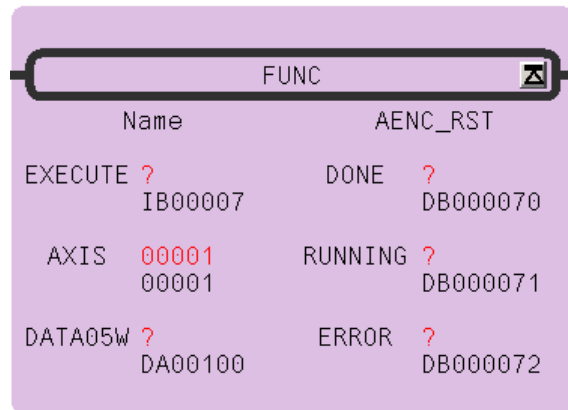 FUNC
Name AENC_RST
EXECUTE ? DONE ?
IB00007 DB000070
AXIS 00001 RUNNING ?
00001 DB000071
DATA05W ? ERROR ?
DA00100 DB000072